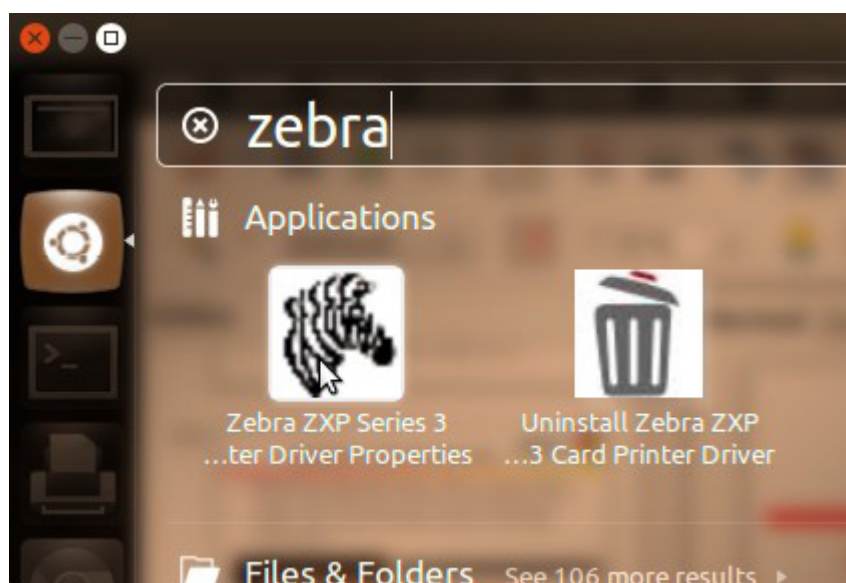 zebra
Applications
Zebra ZXP Series 3
...ter Driver Properties
Uninstall Zebra ZXP
...3 Card Printer Driver
Files & Folders See 106 more results